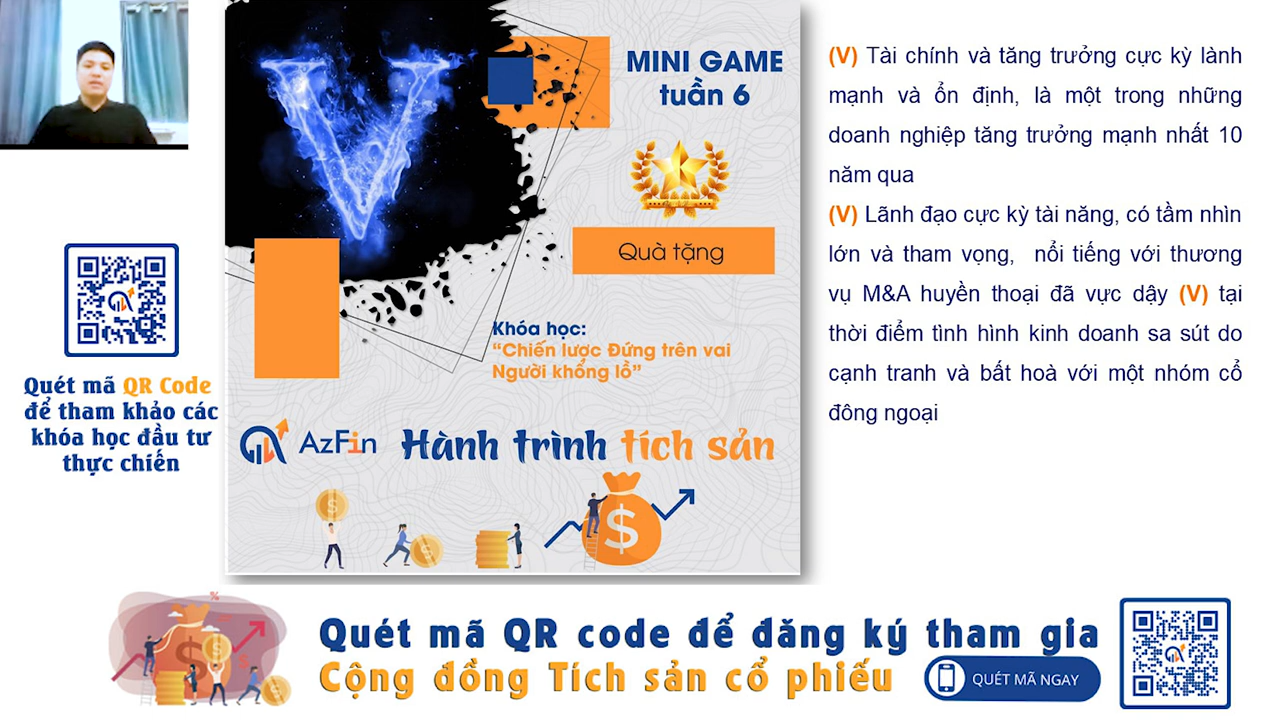 V
MINI GAME
tuần 6
Quà tặng
Khóa học:
“Chiến lược Đứng trên vai
Người khổng lồ”
AzFin Hành trình tích sản
$
$
$
(V) Tài chính và tăng trưởng cực kỳ lành
mạnh và ổn định, là một trong những
doanh nghiệp tăng trưởng mạnh nhất 10
năm qua
(V) Lãnh đạo cực kỳ tài năng, có tầm nhìn
lớn và tham vọng, nổi tiếng với thương
vụ M&A huyền thoại đã vực dậy (V) tại
thời điểm tình hình kinh doanh sa sút do
cạnh tranh và bất hoà với một nhóm cổ
đông ngoại
Quét mã QR Code
để tham khảo các
khóa học đầu tư
thực chiến
Quét mã QR code để đăng ký tham gia
Cộng đồng Tích sản cổ phiếu
QUÉT MÃ NGAY